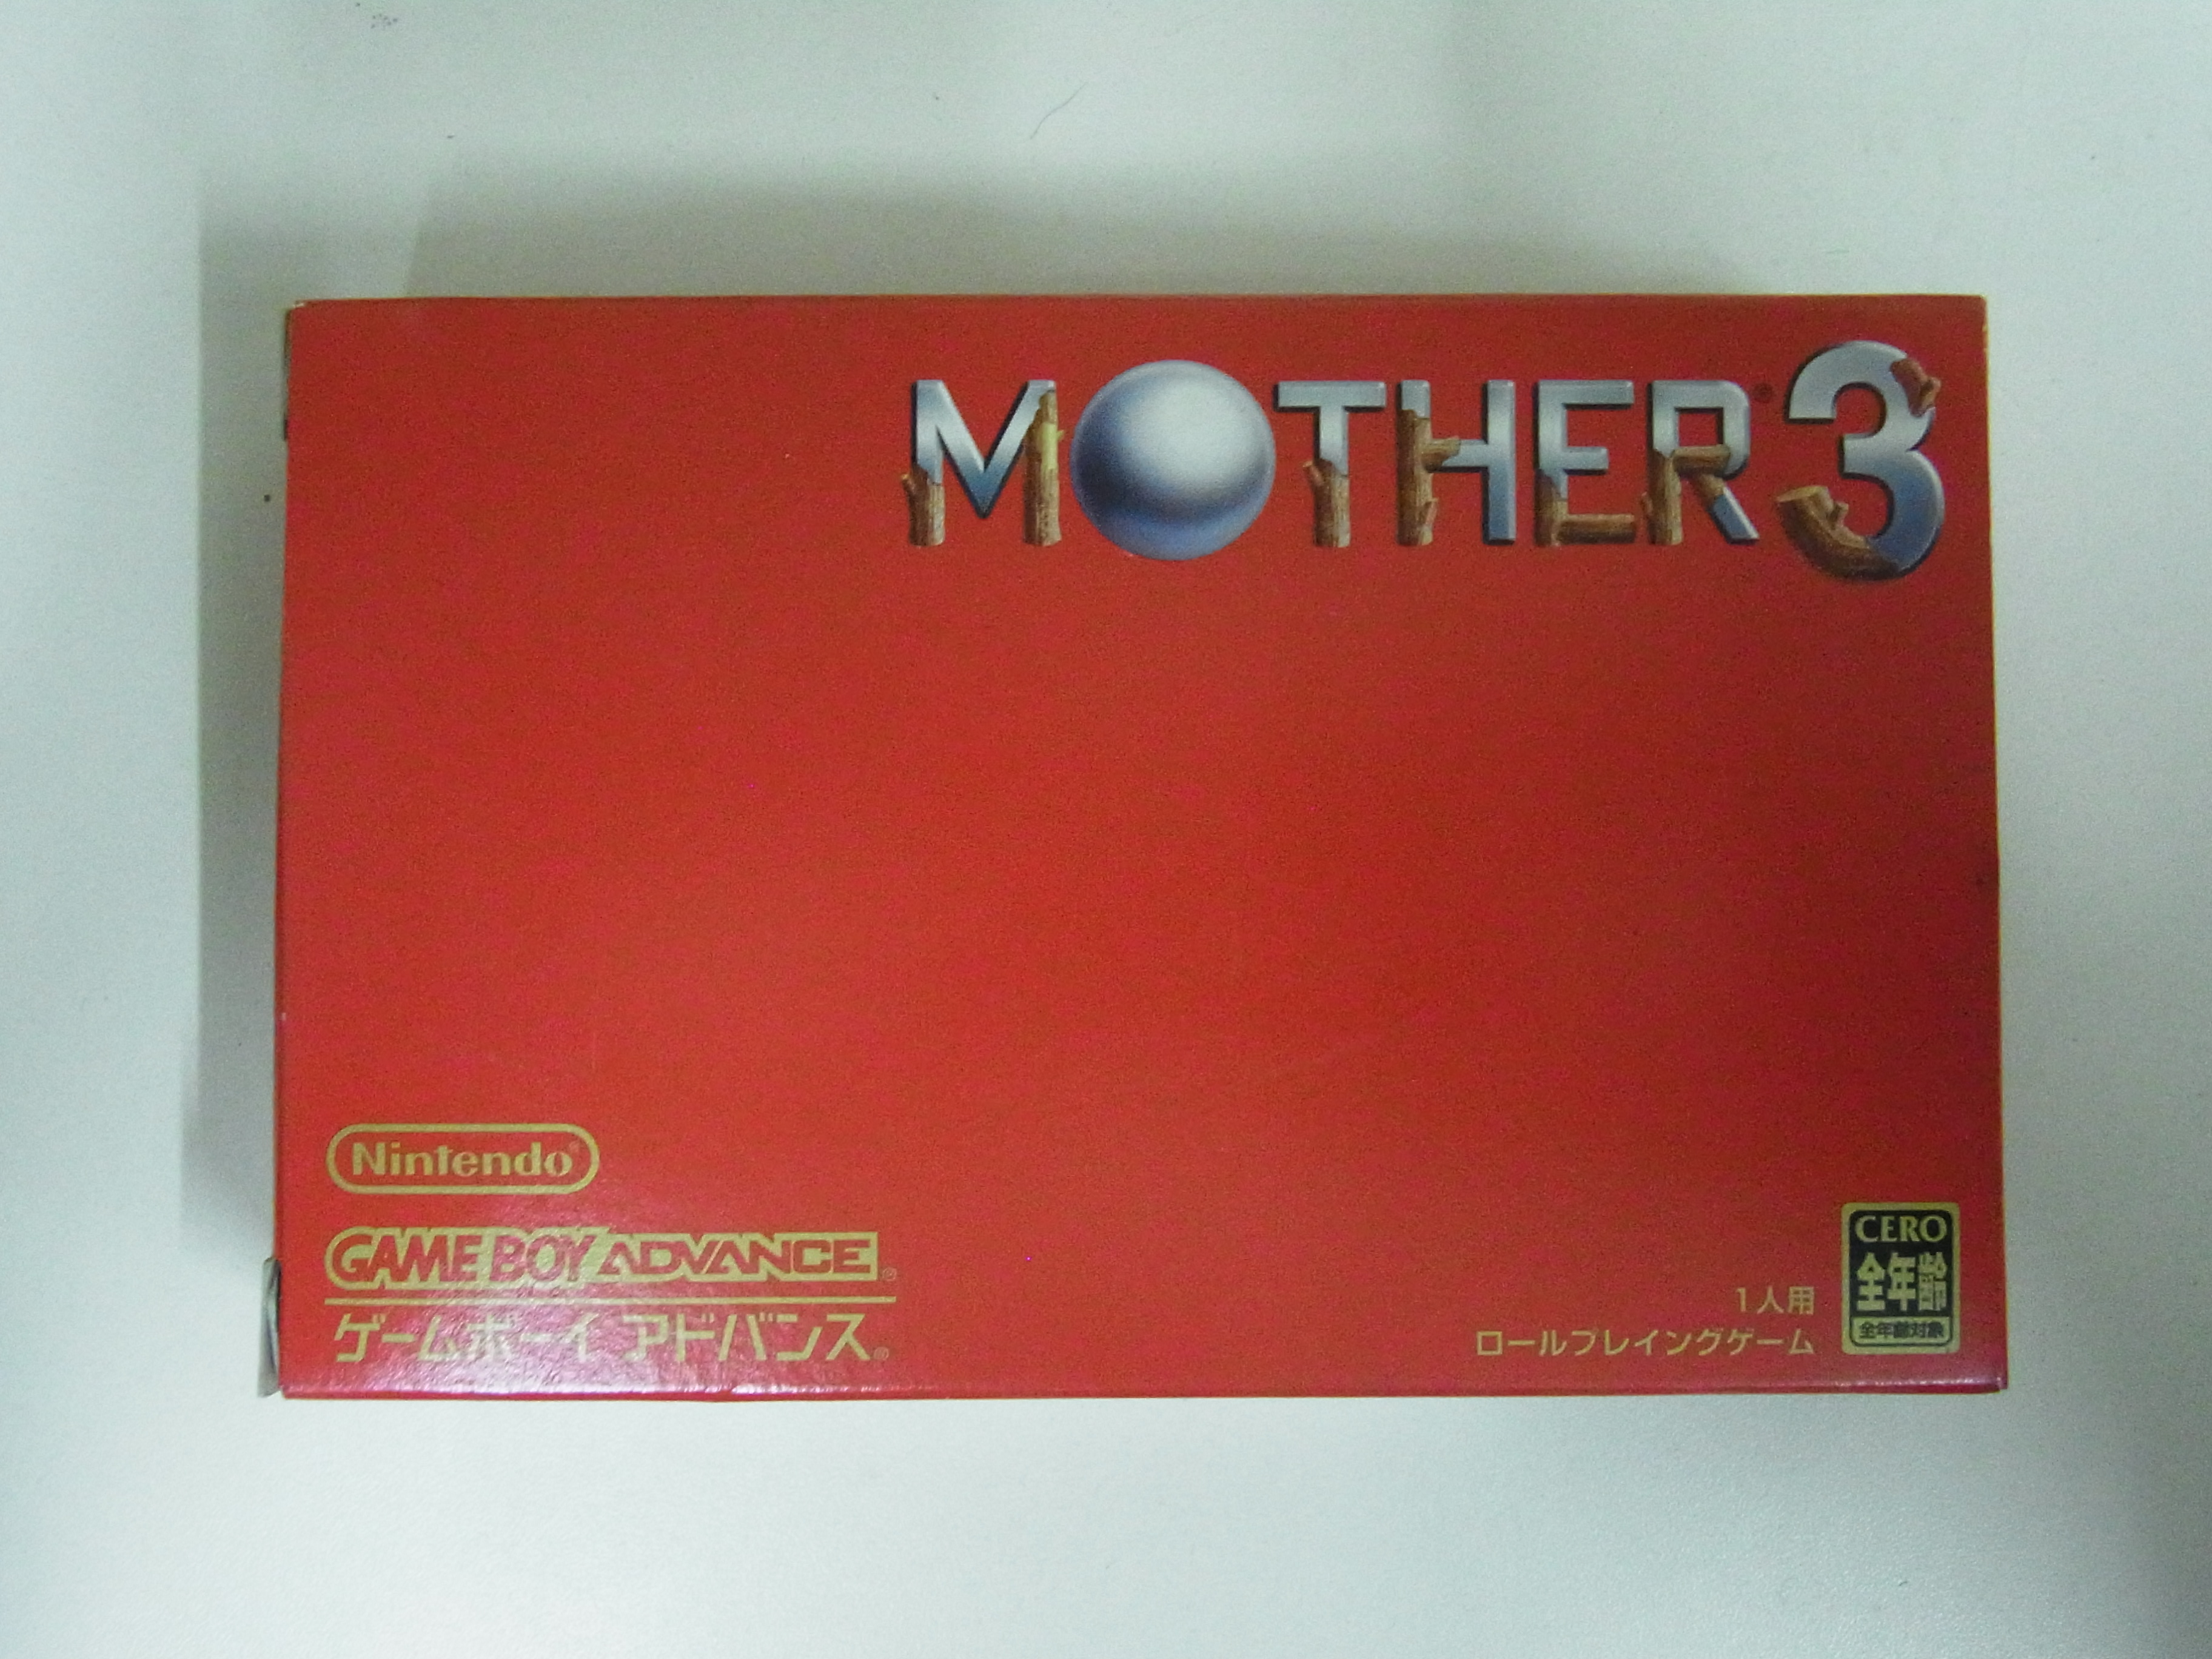 MOTHER® 3
Nintendo®
GAME BOY ADVANCE®
ゲームボーイ アドバンス®
1人用
ロールプレイングゲーム
CERO
全年齢
全年齢対象